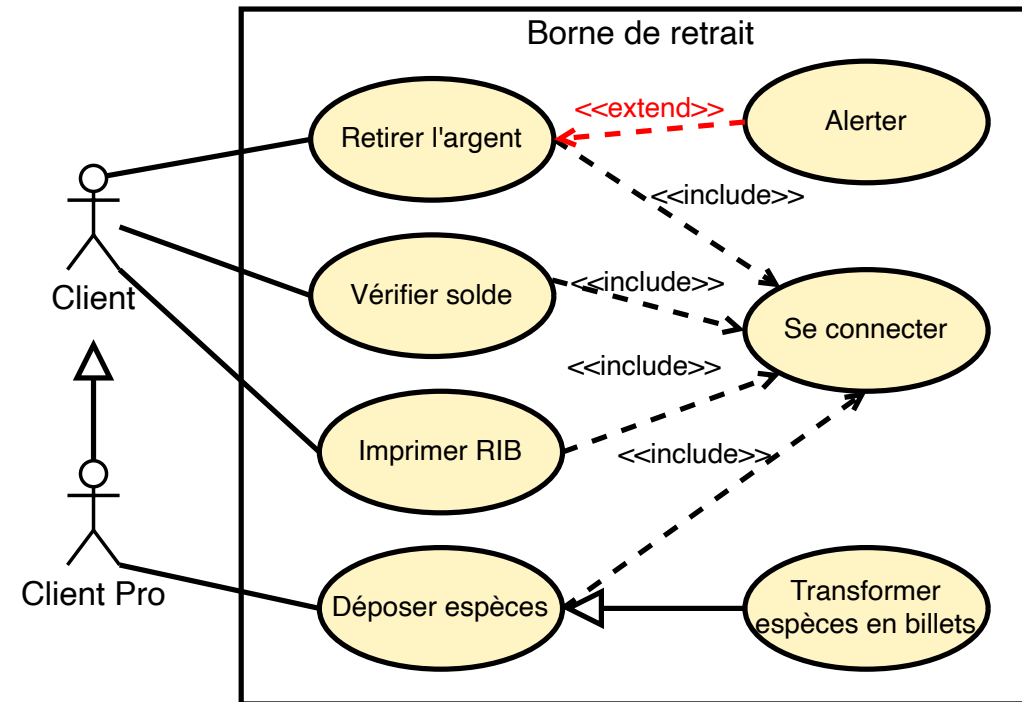 Borne de retrait
Retirer l'argent
<<extend>>
Alerter
<<include>>
Client
Vérifier solde
<<include>>
Se connecter
<<include>>
Imprimer RIB
<<include>>
Client Pro
Déposer espèces
Transformer
espèces en billets